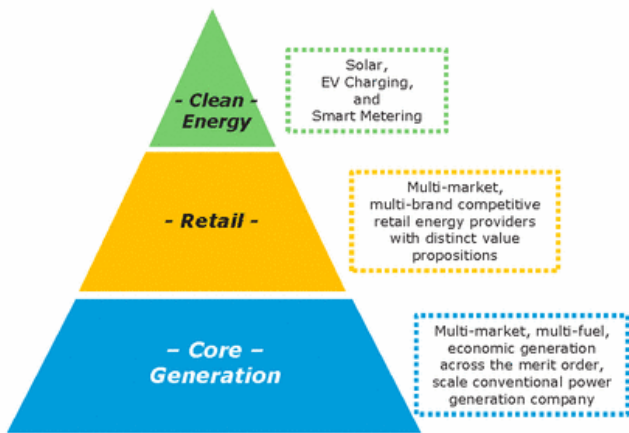 - Clean -
Energy
Solar,
EV Charging,
and
Smart Metering
- Retail -
Multi-market,
multi-brand competitive
retail energy providers
with distinct value
propositions
– Core –
Generation
Multi-market, multi-fuel,
economic generation
across the merit order,
scale conventional power
generation company